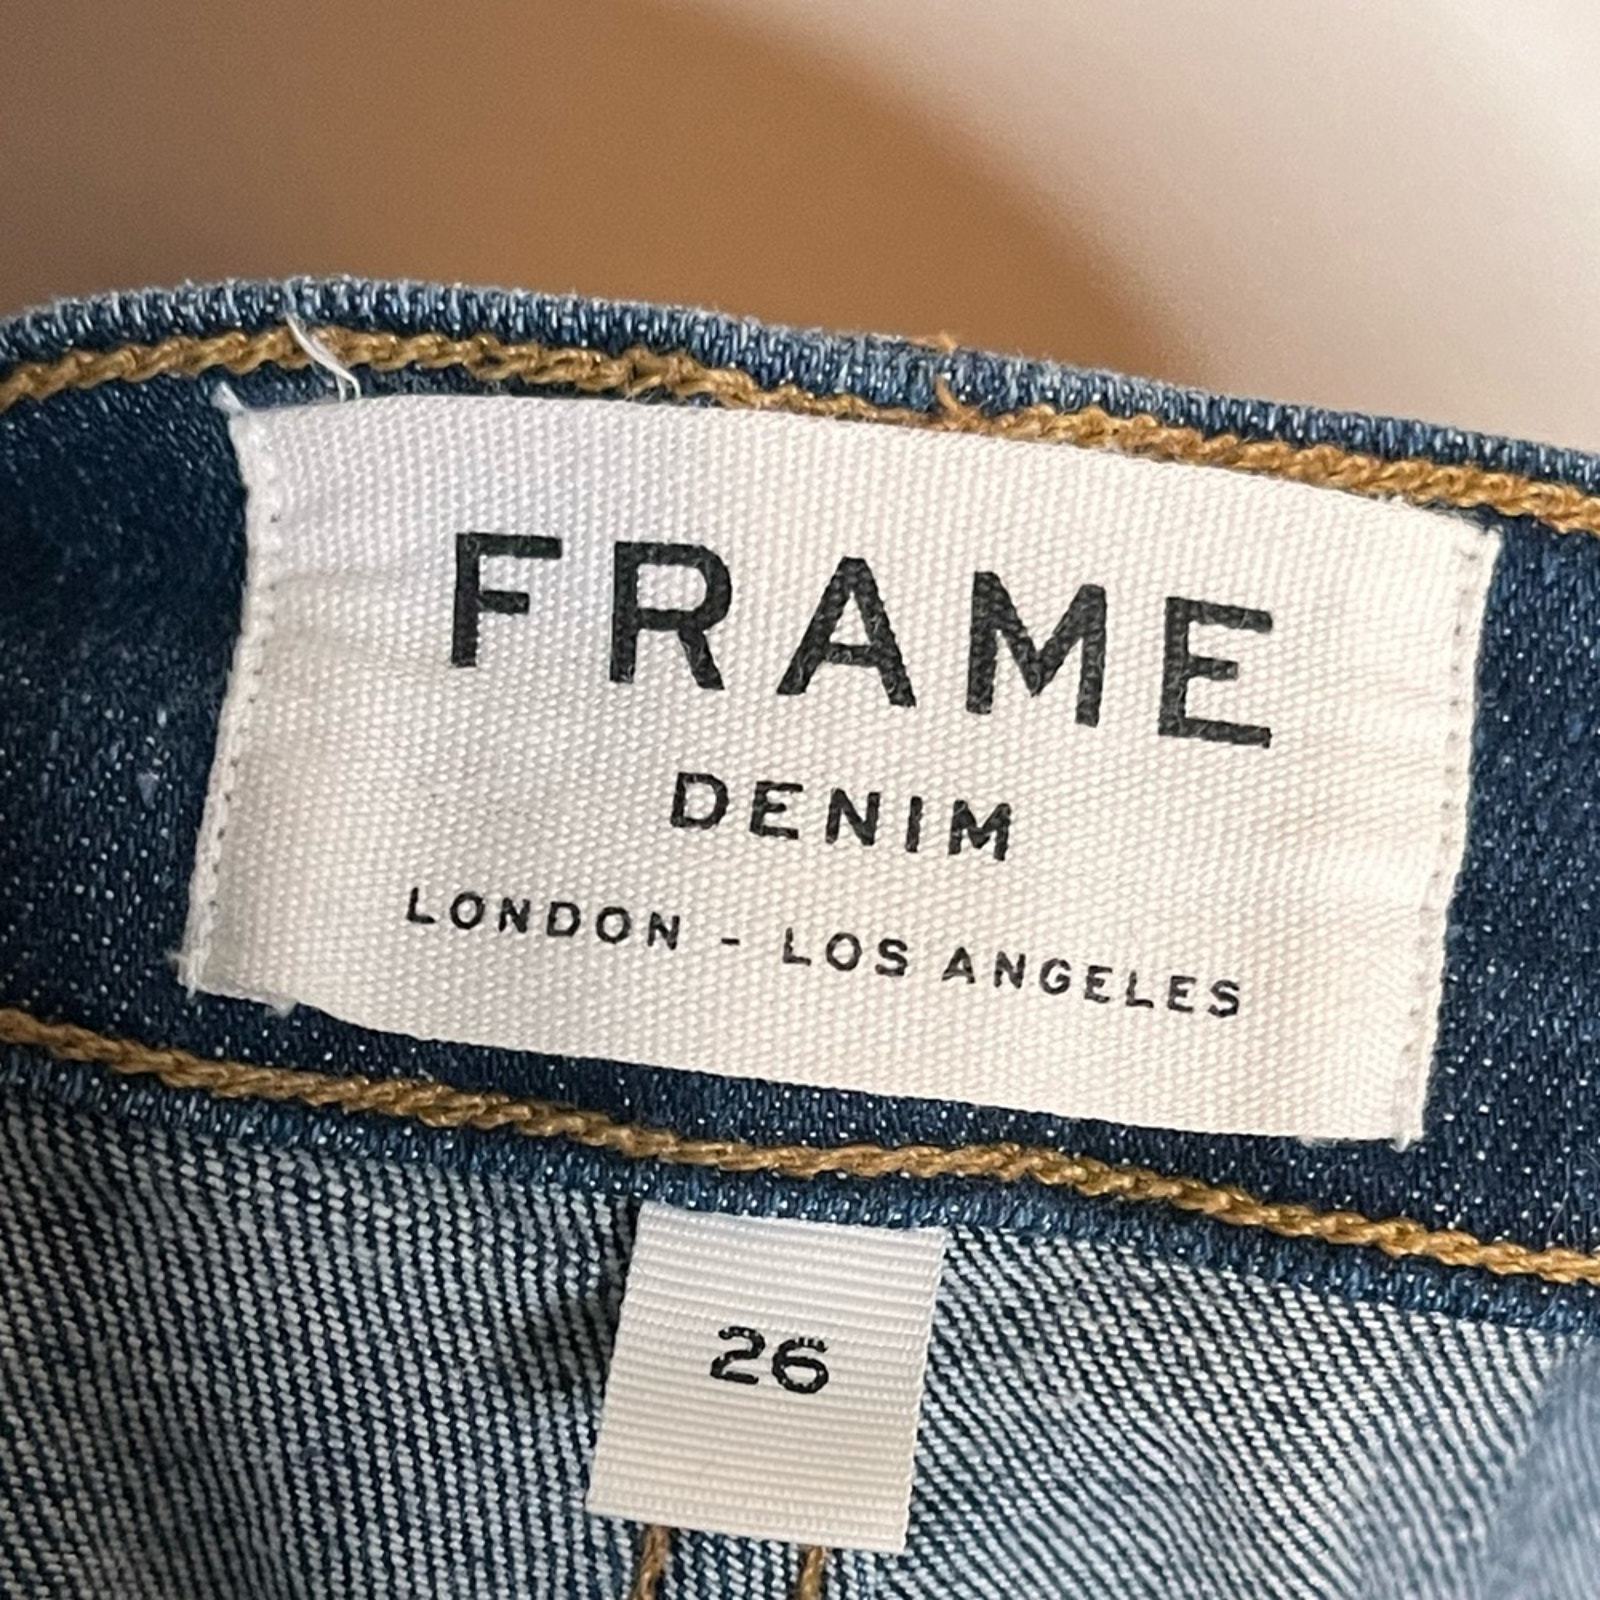 FRAME
DENIM
LONDON - LOS ANGELES
26